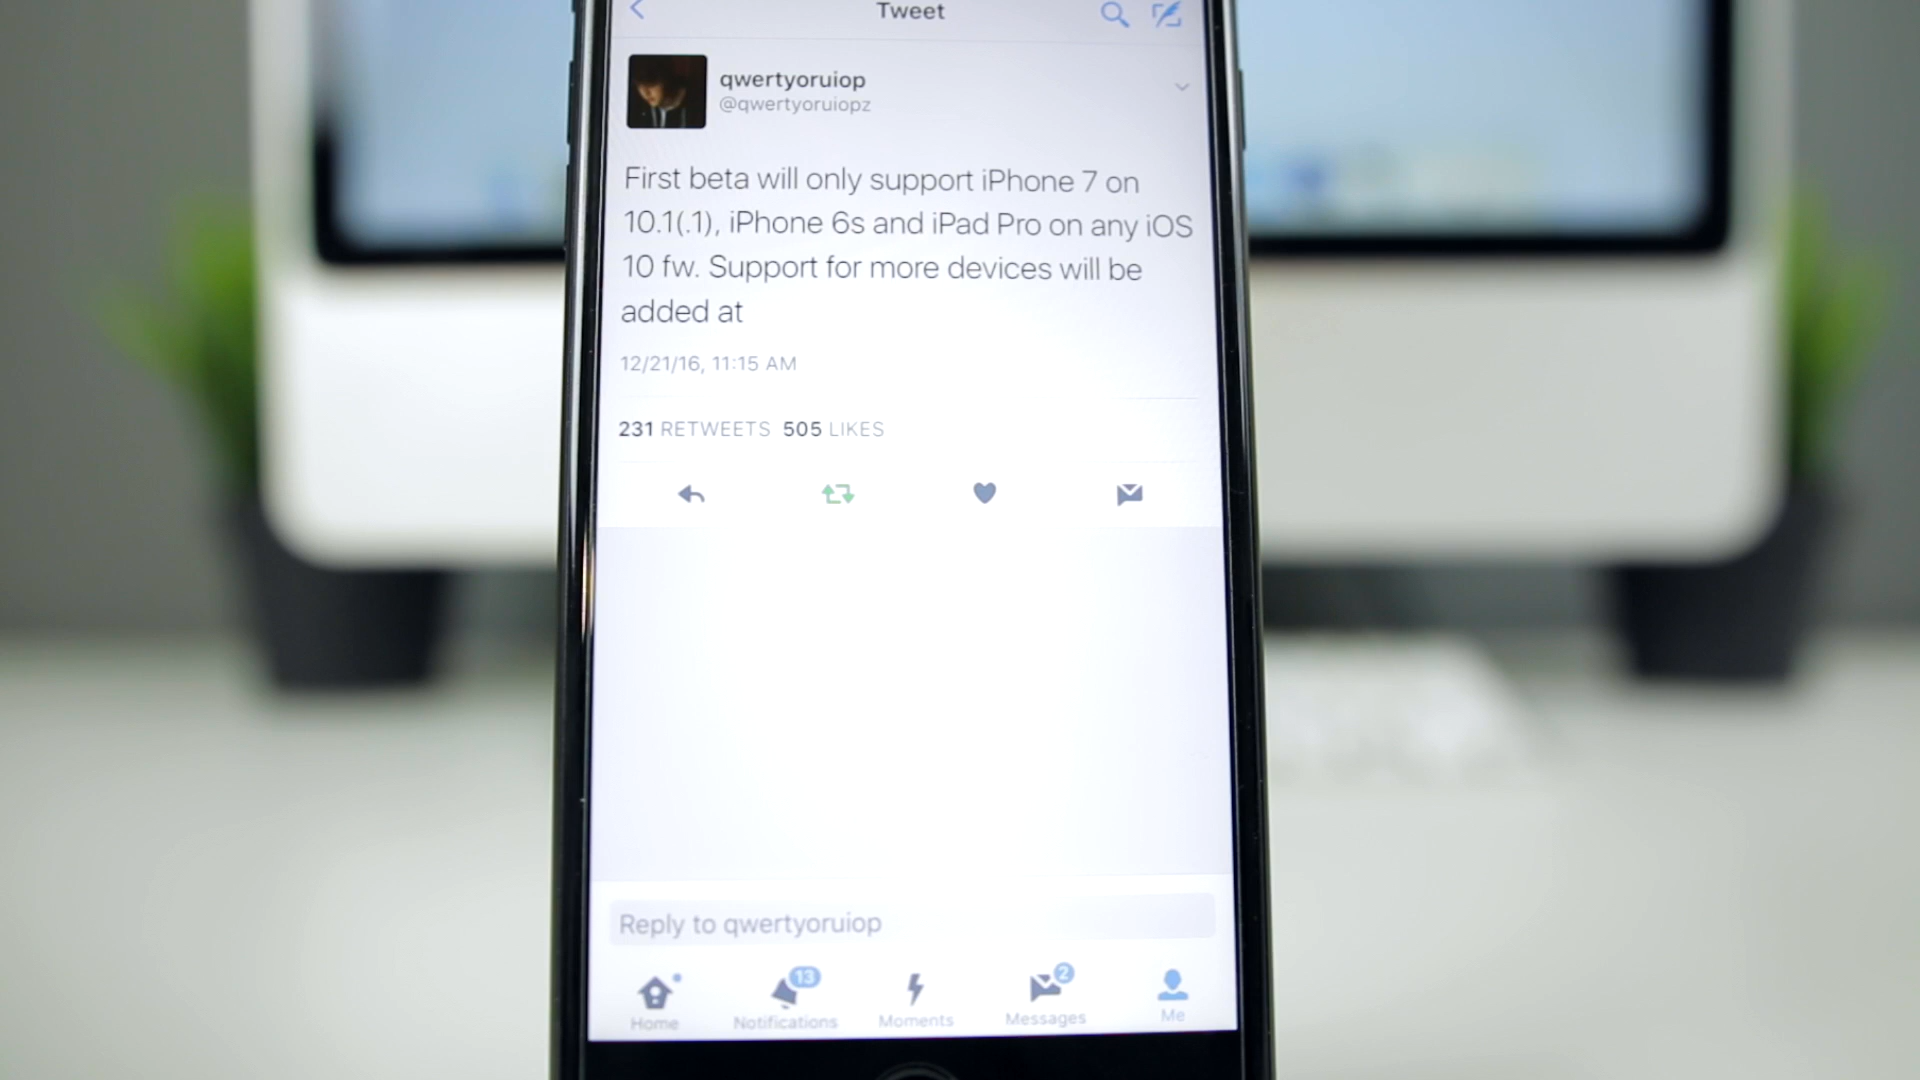 Tweet
qwertyoruiop
@qwertyoruiopz
First beta will only support iPhone 7 on
10.1(.1), iPhone 6s and iPad Pro on any iOS
10 fw. Support for more devices will be
added at
12/21/16, 11:15 AM
231 RETWEETS 505 LIKES
Reply to qwertyoruiop
13 2
Home Notifications Moments Messages Me